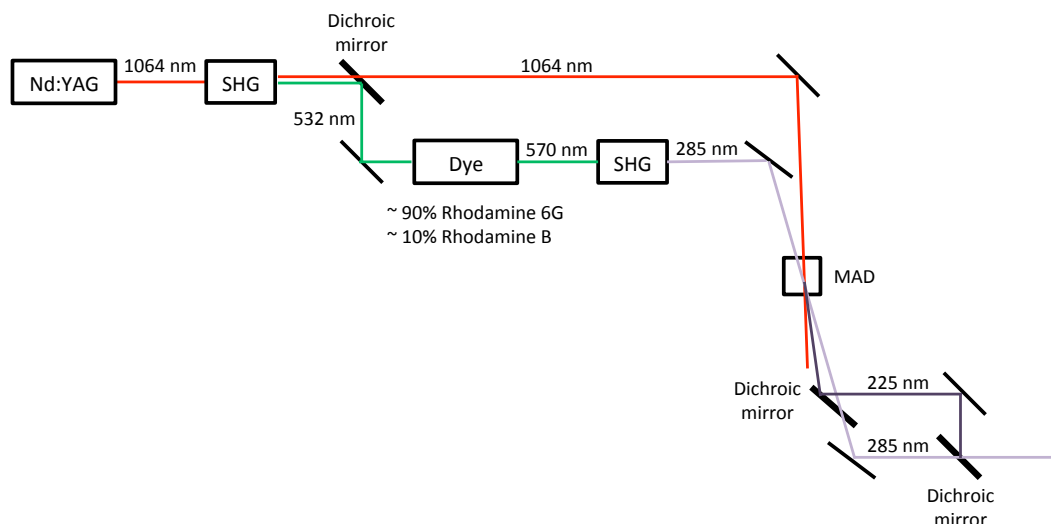 Dichroic
mirror
Nd:YAG
1064 nm
SHG
1064 nm
532 nm
Dye
570 nm
SHG
285 nm
~ 90% Rhodamine 6G
~ 10% Rhodamine B
MAD
Dichroic
mirror
225 nm
285 nm
Dichroic
mirror